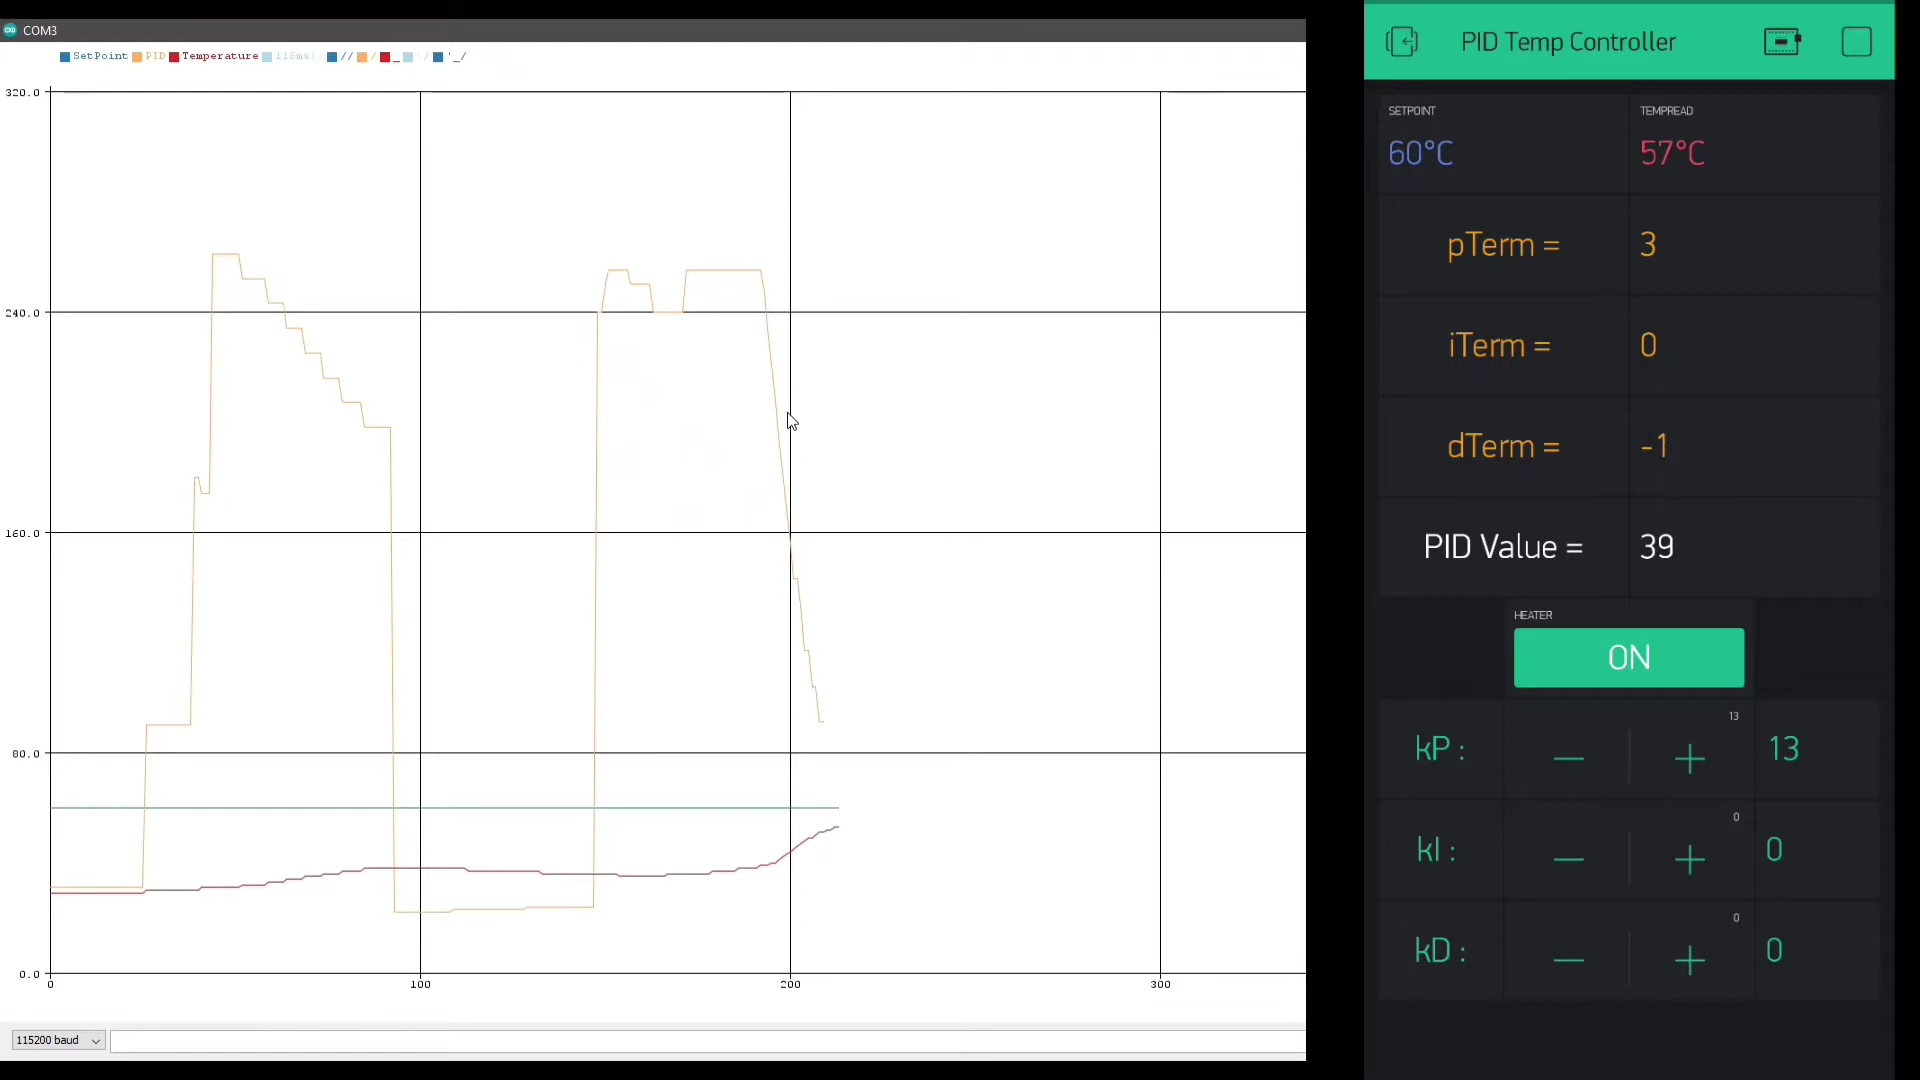 COM3
SetPoint PID Temperature 116ms). // / _ \/ '_/
320.0
240.0
160.0
80.0
0.0
0 100 200 300
115200 baud
PID Temp Controller
SETPOINT TEMPREAD
60°C 57°C
pTerm = 3
iTerm = 0
dTerm = -1
PID Value = 39
HEATER
ON
13
kP : — + 13
0
kI : — + 0
0
kD : — + 0